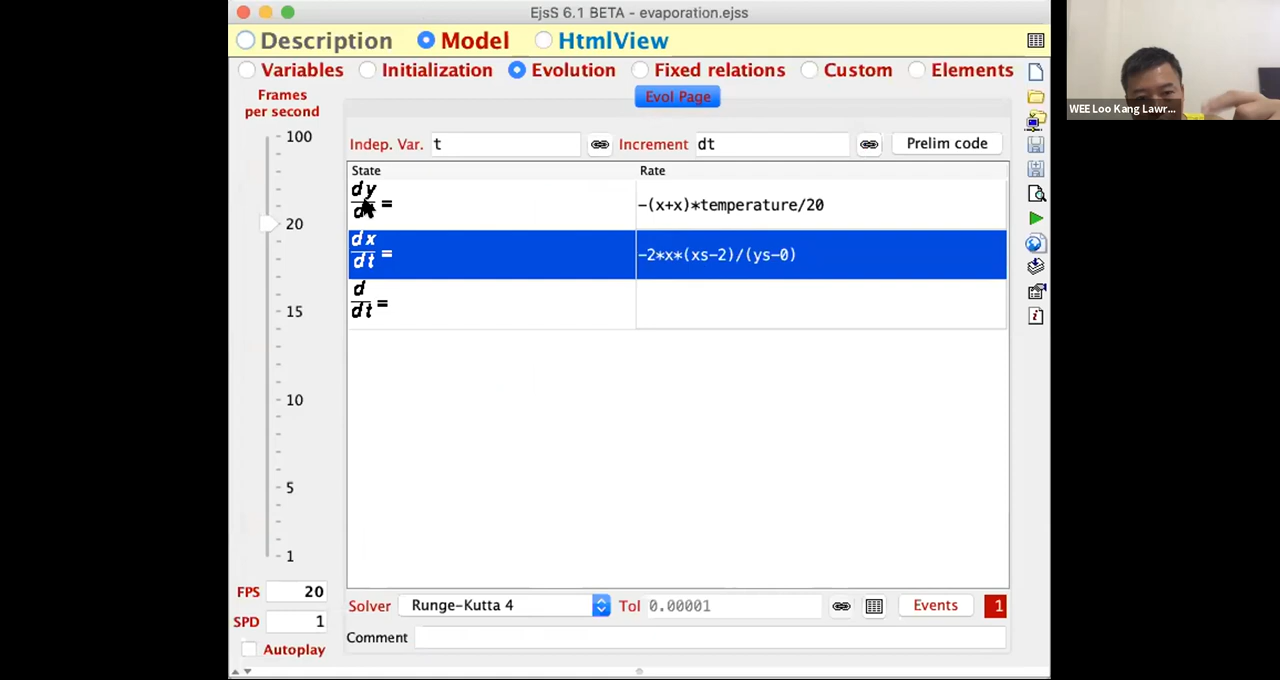 EjsS 6.1 BETA - evaporation.ejss
Description Model HtmlView
Variables Initialization Evolution Fixed relations Custom Elements
Frames
per second
Evol Page
100
20
15
10
5
1
Indep. Var. t Increment dt Prelim code
State Rate
dy
dt = -(x+x)*temperature/20
dx
dt = -2*x*(xs-2)/(ys-0)
d
dt =
FPS 20
SPD 1
Autoplay
Solver Runge-Kutta 4 Tol 0.00001 Events 1
Comment
WEE Loo Kang Lawr...